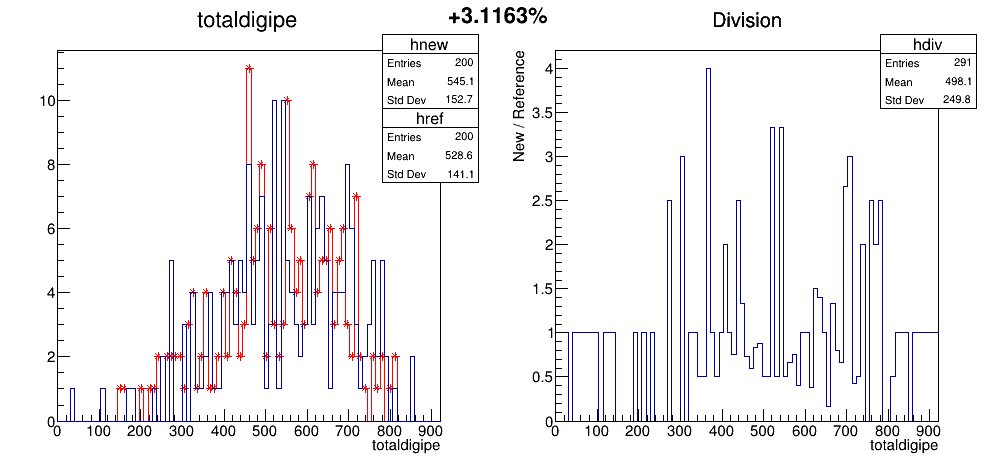 +3.1163%
totaldigipe
hnew
Entries 200
Mean 545.1
Std Dev 152.7
href
Entries 200
Mean 528.6
Std Dev 141.1
10
8
6
4
2
0
0 100 200 300 400 500 600 700 800 900
totaldigipe
Division
hdiv
Entries 291
Mean 498.1
Std Dev 249.8
New / Reference
4
3.5
3
2.5
2
1.5
1
0.5
0
0 100 200 300 400 500 600 700 800 900
totaldigipe